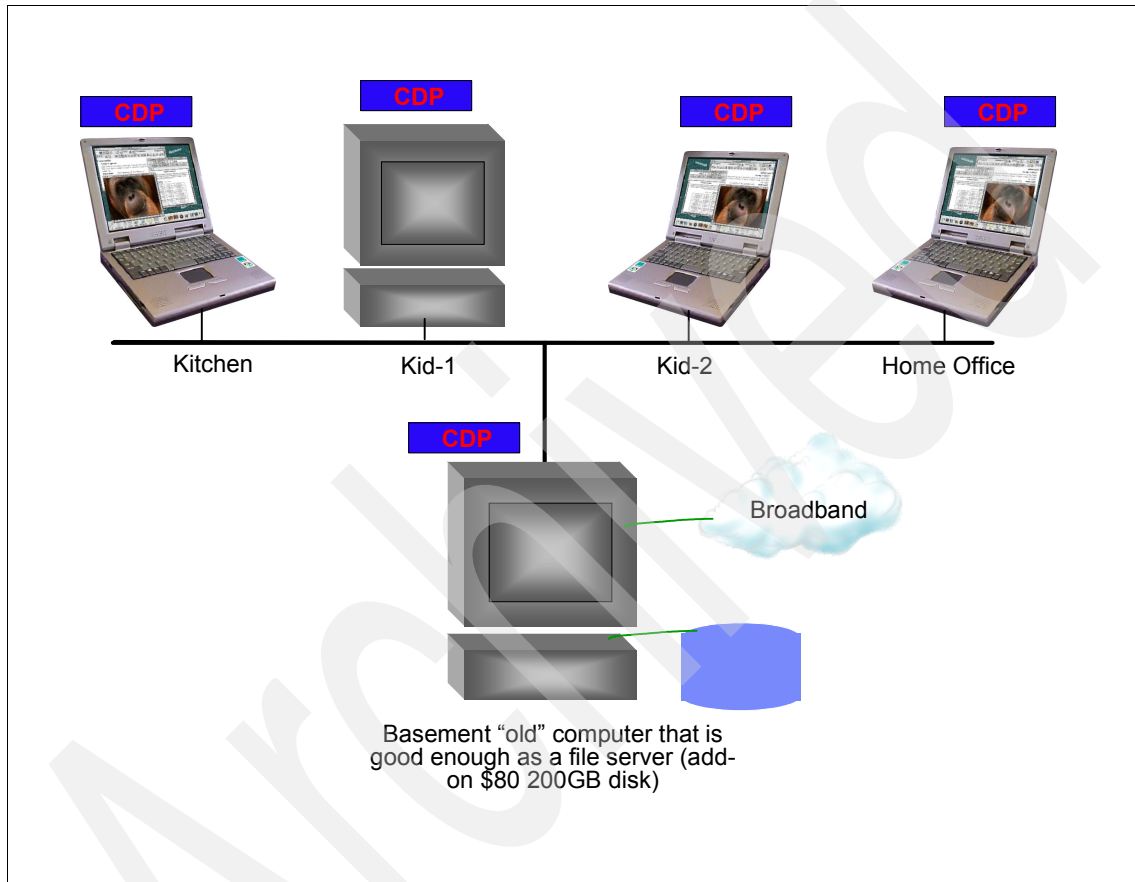 CDP
CDP
CDP
CDP
Kitchen
Kid-1
Kid-2
Home Office
CDP
Broadband
Basement “old” computer that is
good enough as a file server (add-
on $80 200GB disk)
Archived